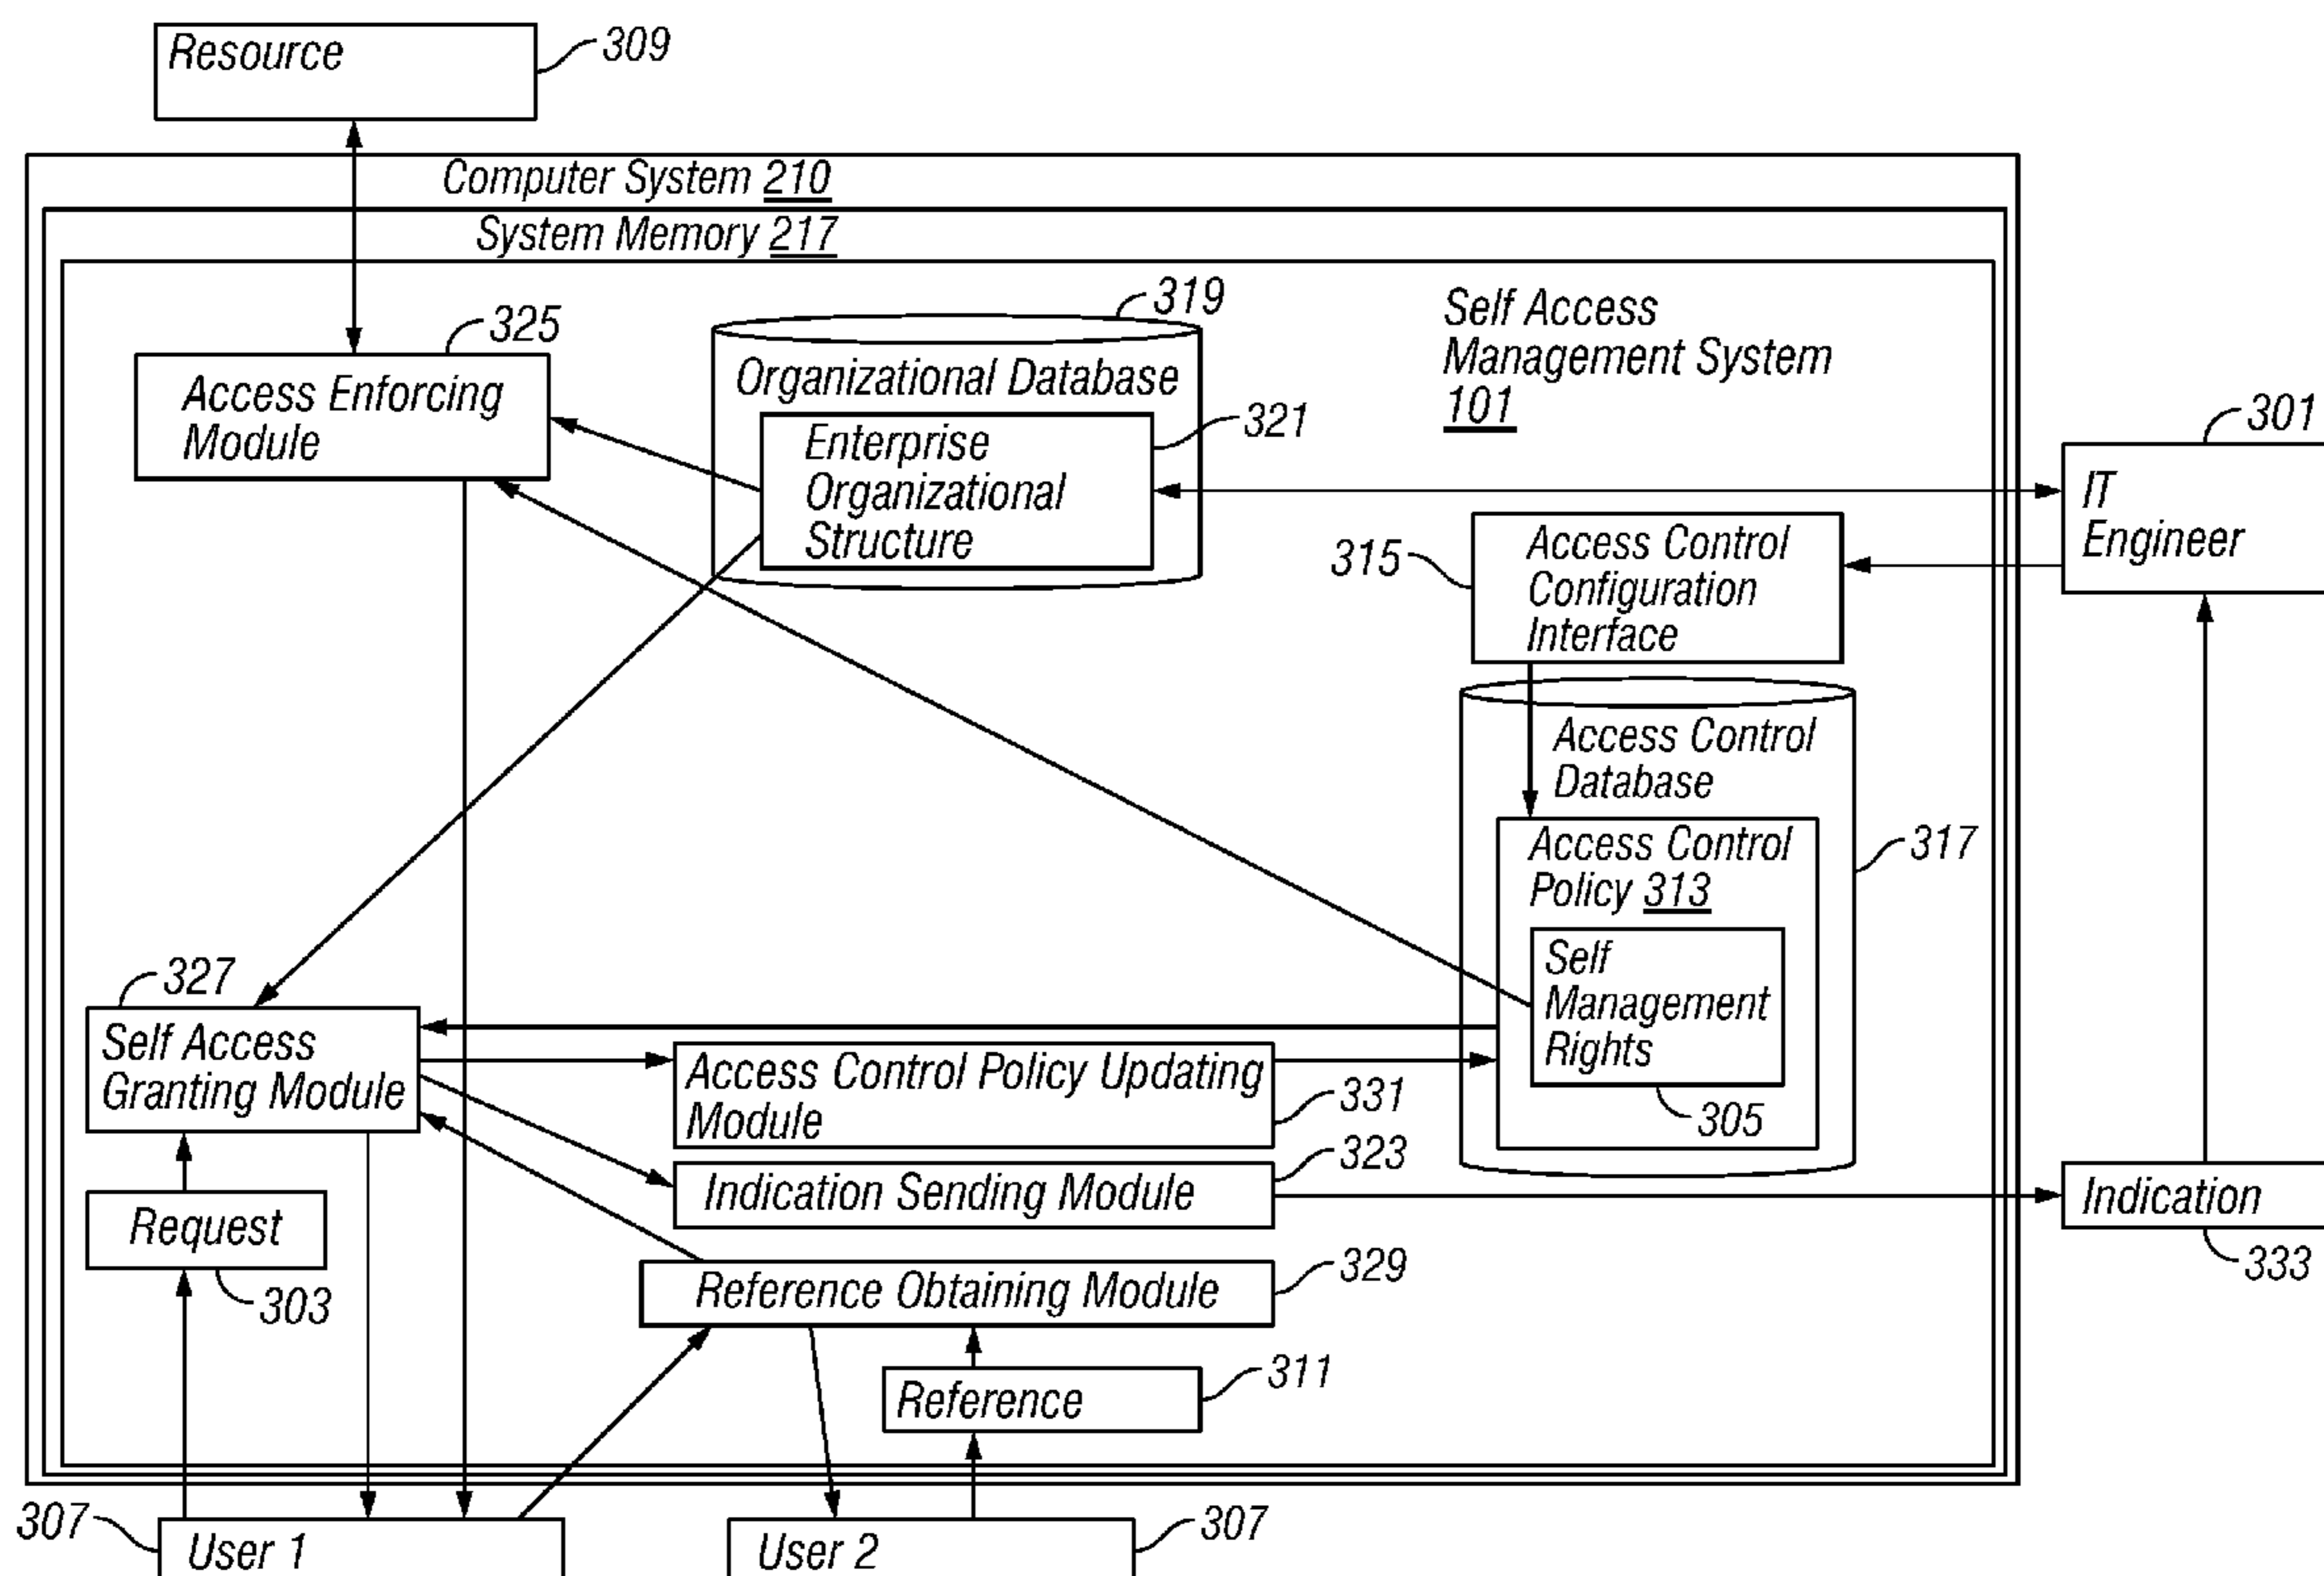 Resource
309
Computer System 210
System Memory 217
325
Access Enforcing
Module
319
Organizational Database
321
Enterprise
Organizational
Structure
Self Access
Management System
101
301
IT
Engineer
315
Access Control
Configuration
Interface
Access Control
Database
317
Access Control
Policy 313
Self
Management
Rights
305
327
Self Access
Granting Module
Access Control Policy Updating
Module
331
323
Indication Sending Module
Indication
333
Request
303
Reference Obtaining Module
329
Reference
311
307
User 1
User 2
307